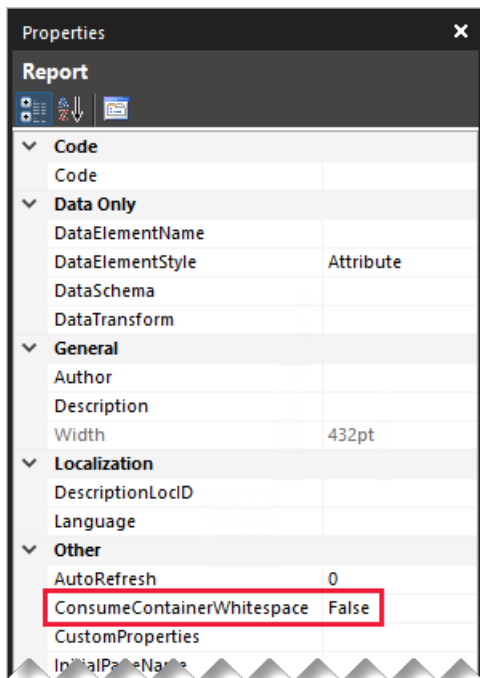 Properties
Report
Code
Code
Data Only
DataElementName
DataElementStyle Attribute
DataSchema
DataTransform
General
Author
Description
Width 432pt
Localization
DescriptionLocID
Language
Other
AutoRefresh 0
ConsumeContainerWhitespace False
CustomProperties
InitialPageName